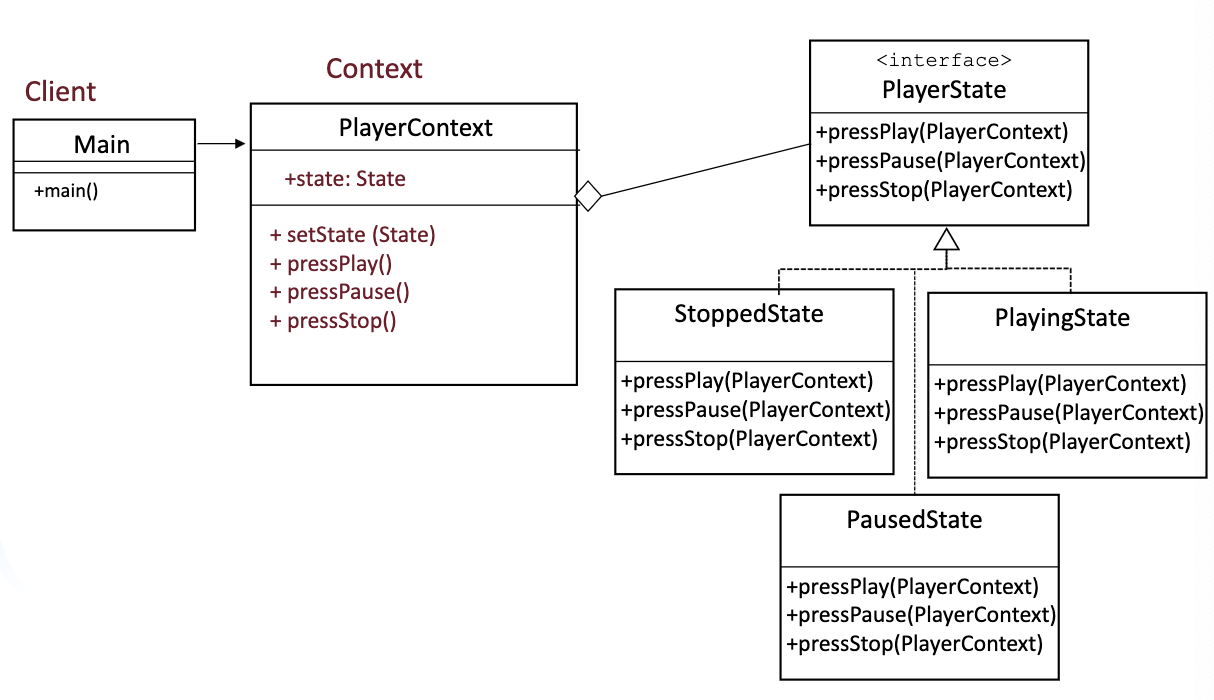 Client
Main
+main()
Context
PlayerContext
+state: State
+ setState (State)
+ pressPlay()
+ pressPause()
+ pressStop()
<interface>
PlayerState
+pressPlay(PlayerContext)
+pressPause(PlayerContext)
+pressStop(PlayerContext)
StoppedState
+pressPlay(PlayerContext)
+pressPause(PlayerContext)
+pressStop(PlayerContext)
PlayingState
+pressPlay(PlayerContext)
+pressPause(PlayerContext)
+pressStop(PlayerContext)
PausedState
+pressPlay(PlayerContext)
+pressPause(PlayerContext)
+pressStop(PlayerContext)